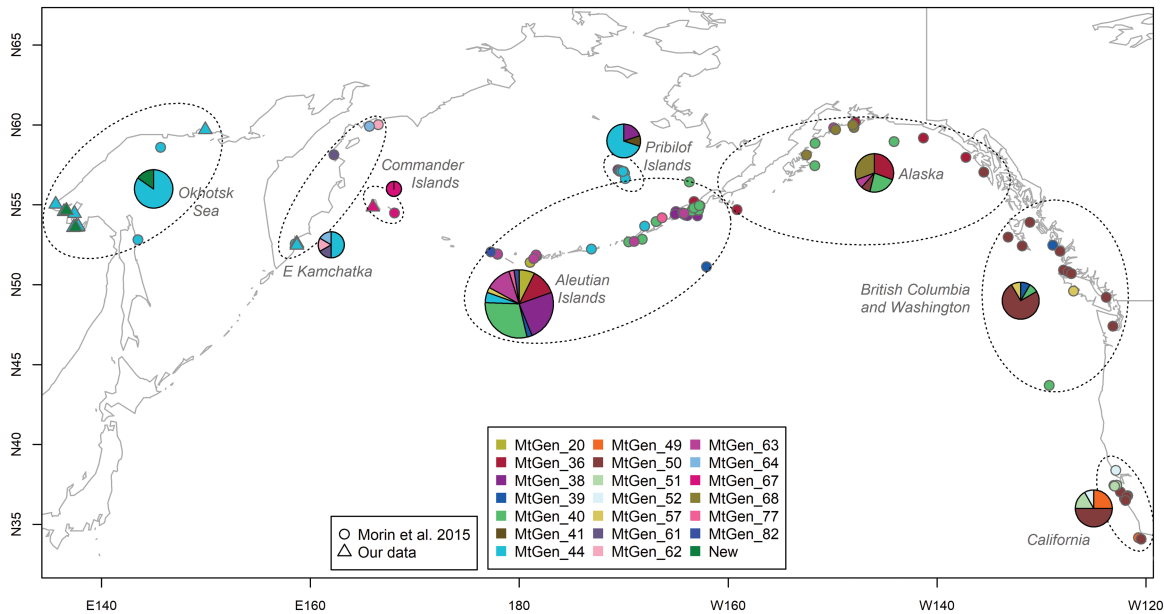 N65
N60
N55
N50
N45
N40
N35
E140
E160
180
W160
W140
W120
Okhotsk
Sea
E Kamchatka
Commander
Islands
Pribilof
Islands
Aleutian
Islands
Alaska
British Columbia
and Washington
California
Morin et al. 2015
Our data
MtGen_20
MtGen_36
MtGen_38
MtGen_39
MtGen_40
MtGen_41
MtGen_44
MtGen_49
MtGen_50
MtGen_51
MtGen_52
MtGen_57
MtGen_61
MtGen_62
MtGen_63
MtGen_64
MtGen_67
MtGen_68
MtGen_77
MtGen_82
New